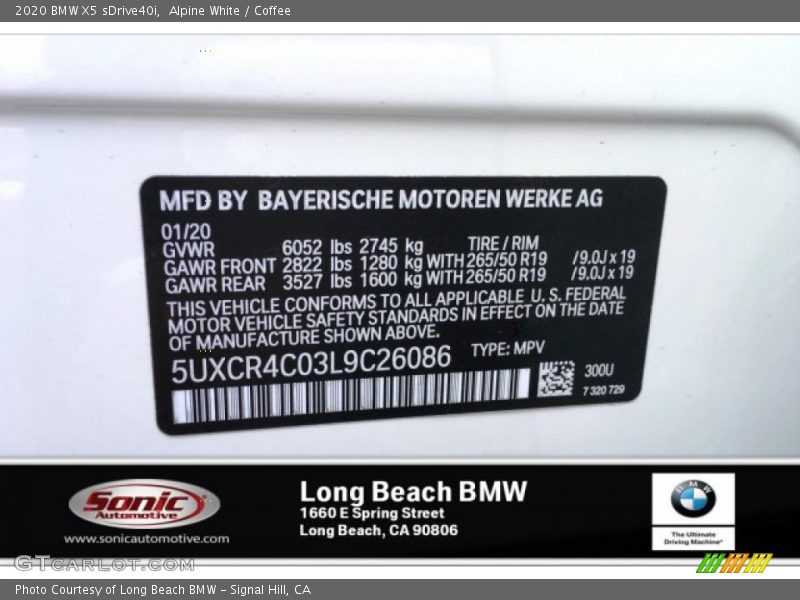 2020 BMW X5 sDrive40i,  Alpine White / Coffee
MFD BY BAYERISCHE MOTOREN WERKE AG
01/20
GVWR 6052 lbs 2745 kg TIRE / RIM
GAWR FRONT 2822 lbs 1280 kg WITH 265/50 R19 /9.0J x 19
GAWR REAR 3527 lbs 1600 kg WITH 265/50 R19 /9.0J x 19
THIS VEHICLE CONFORMS TO ALL APPLICABLE U. S. FEDERAL
MOTOR VEHICLE SAFETY STANDARDS IN EFFECT ON THE DATE
OF MANUFACTURE SHOWN ABOVE.
5UXCR4C03L9C26086 TYPE: MPV
300U
7 320 729
Sonic
Automotive
www.sonicautomotive.com
Long Beach BMW
1660 E Spring Street
Long Beach, CA 90806
BMW
The Ultimate
Driving Machine®
GTcarlot.com
Photo Courtesy of Long Beach BMW - Signal Hill, CA